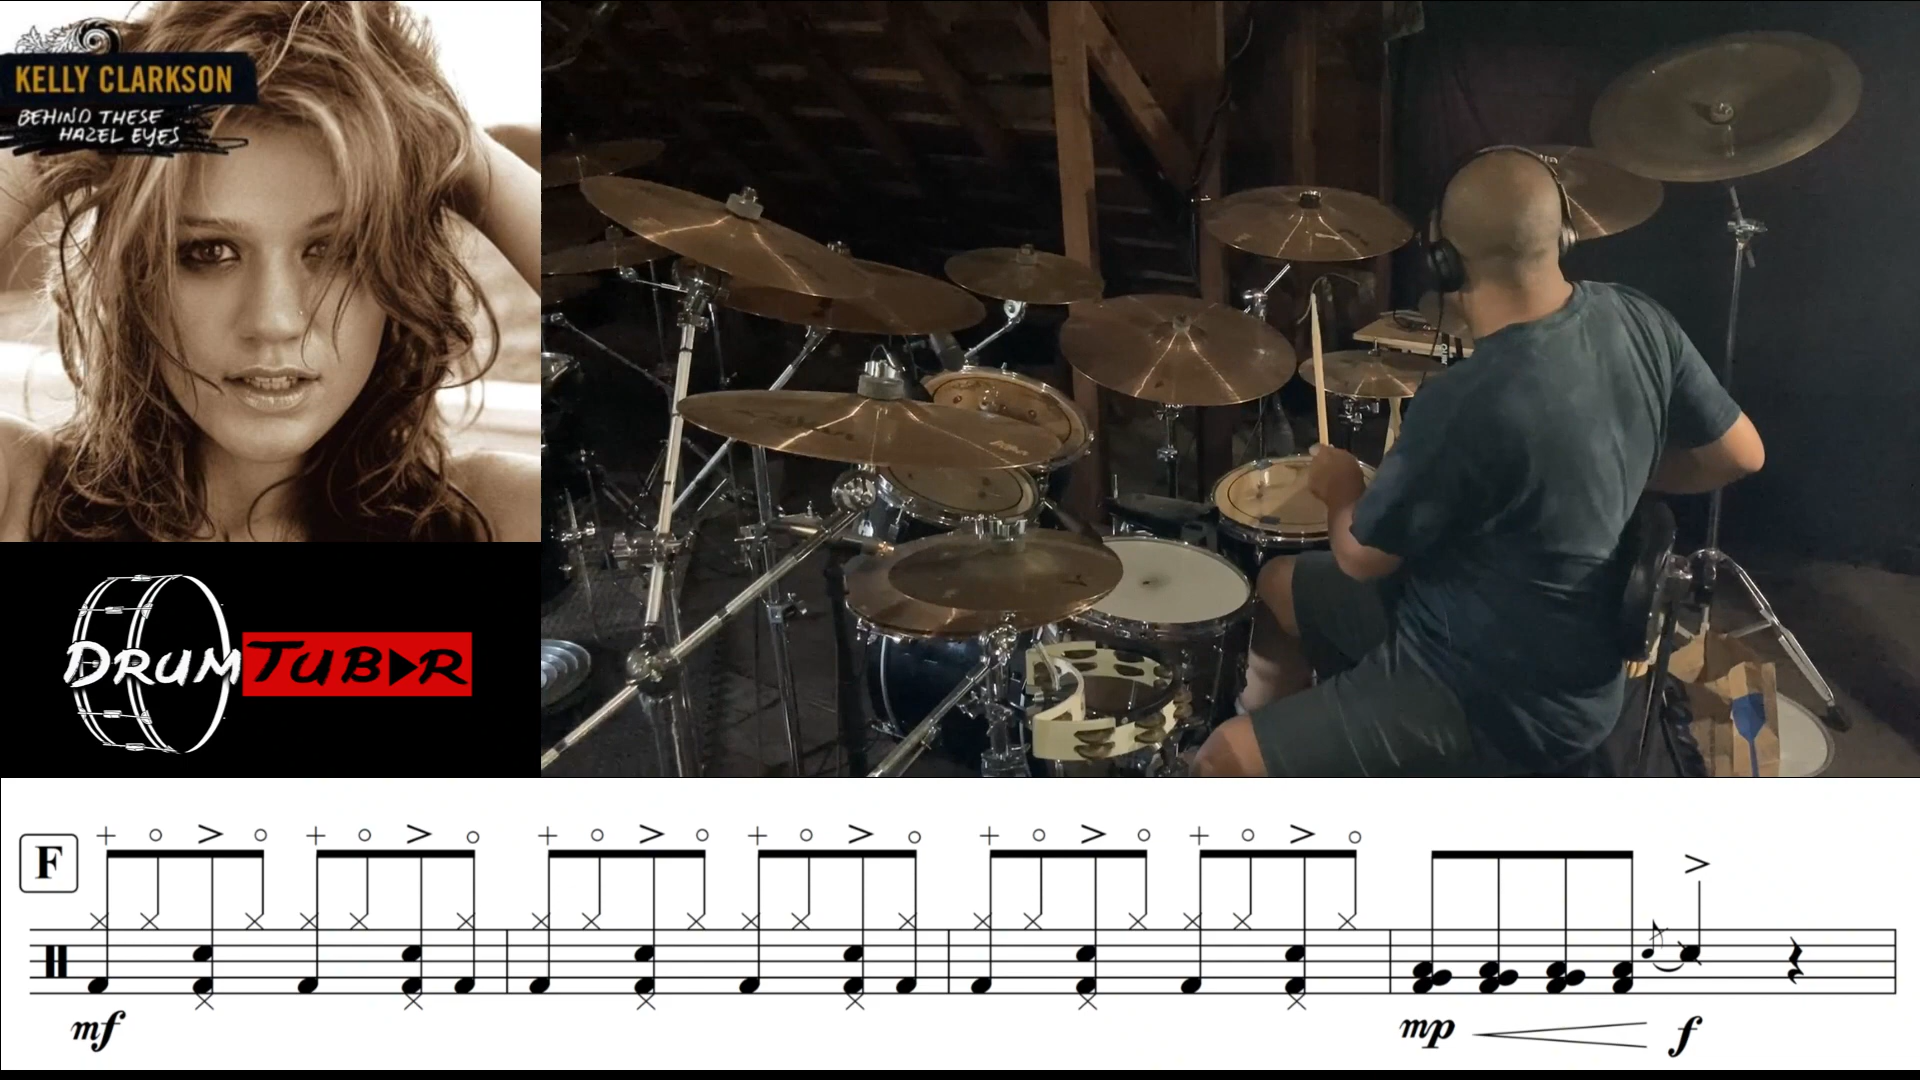 KELLY CLARKSON
BEHIND THESE
HAZEL EYES
DRUMTUBER
F
mf
mp
f